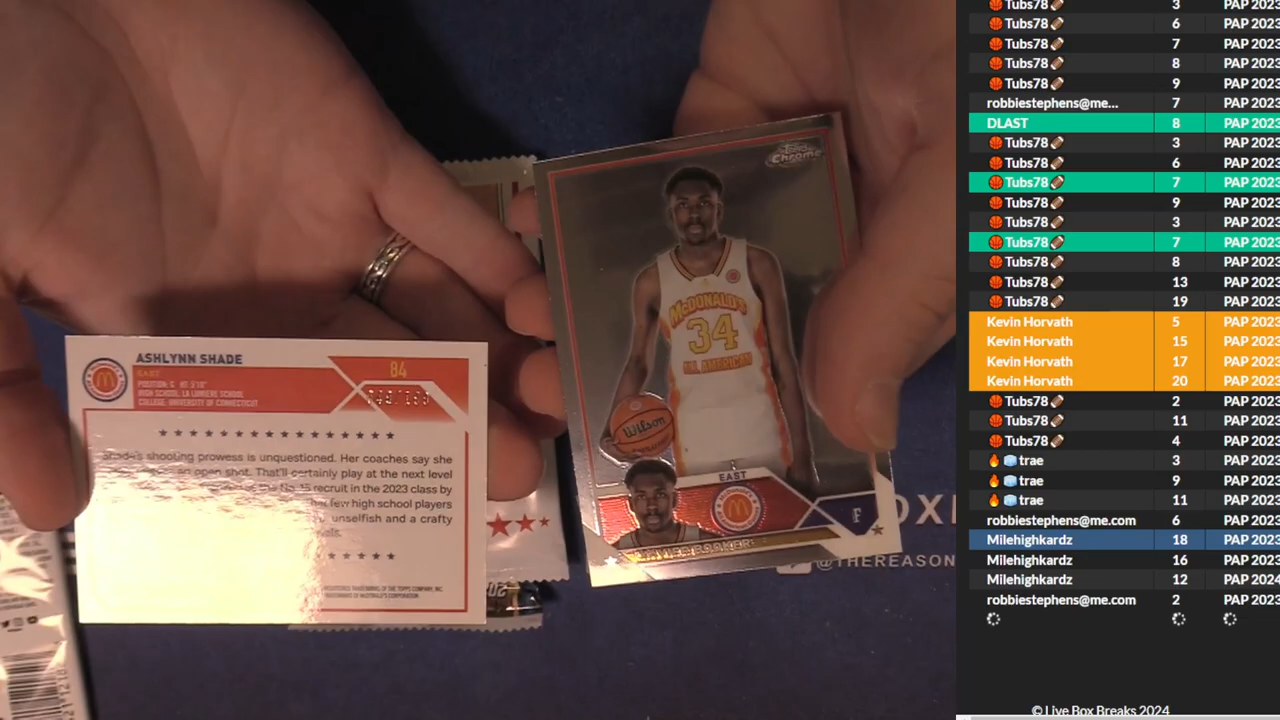 ASHLYNN SHADE
84
EAST
POSITION: G HT: 5'10"
HIGH SCHOOL: LA LUMIERE SCHOOL
COLLEGE: UNIVERSITY OF CONNECTICUT
shooting prowess is unquestioned. Her coaches say she
open shot. That'll certainly play at the next level
recruit in the 2023 class by
few high school players
unselfish and a crafty
Topps
Chrome
McDONALD'S
34
ALL AMERICAN
Wilson
EAST
F
BOOKER
@THEREASON
Tubs78 3 PAP 2023
Tubs78 6 PAP 2023
Tubs78 7 PAP 2023
Tubs78 8 PAP 2023
Tubs78 9 PAP 2023
robbiestephens@me... 7 PAP 2023
DLAST 8 PAP 2023
Tubs78 3 PAP 2023
Tubs78 6 PAP 2023
Tubs78 7 PAP 2023
Tubs78 9 PAP 2023
Tubs78 3 PAP 2023
Tubs78 7 PAP 2023
Tubs78 8 PAP 2023
Tubs78 13 PAP 2023
Tubs78 19 PAP 2023
Kevin Horvath 5 PAP 2023
Kevin Horvath 15 PAP 2023
Kevin Horvath 17 PAP 2023
Kevin Horvath 20 PAP 2023
Tubs78 2 PAP 2023
Tubs78 11 PAP 2023
Tubs78 4 PAP 2023
trae 3 PAP 2023
trae 9 PAP 2023
trae 11 PAP 2023
robbiestephens@me.com 6 PAP 2023
Milehighkardz 18 PAP 2023
Milehighkardz 16 PAP 2023
Milehighkardz 12 PAP 2024
robbiestephens@me.com 2 PAP 2023
© Live Box Breaks 2024